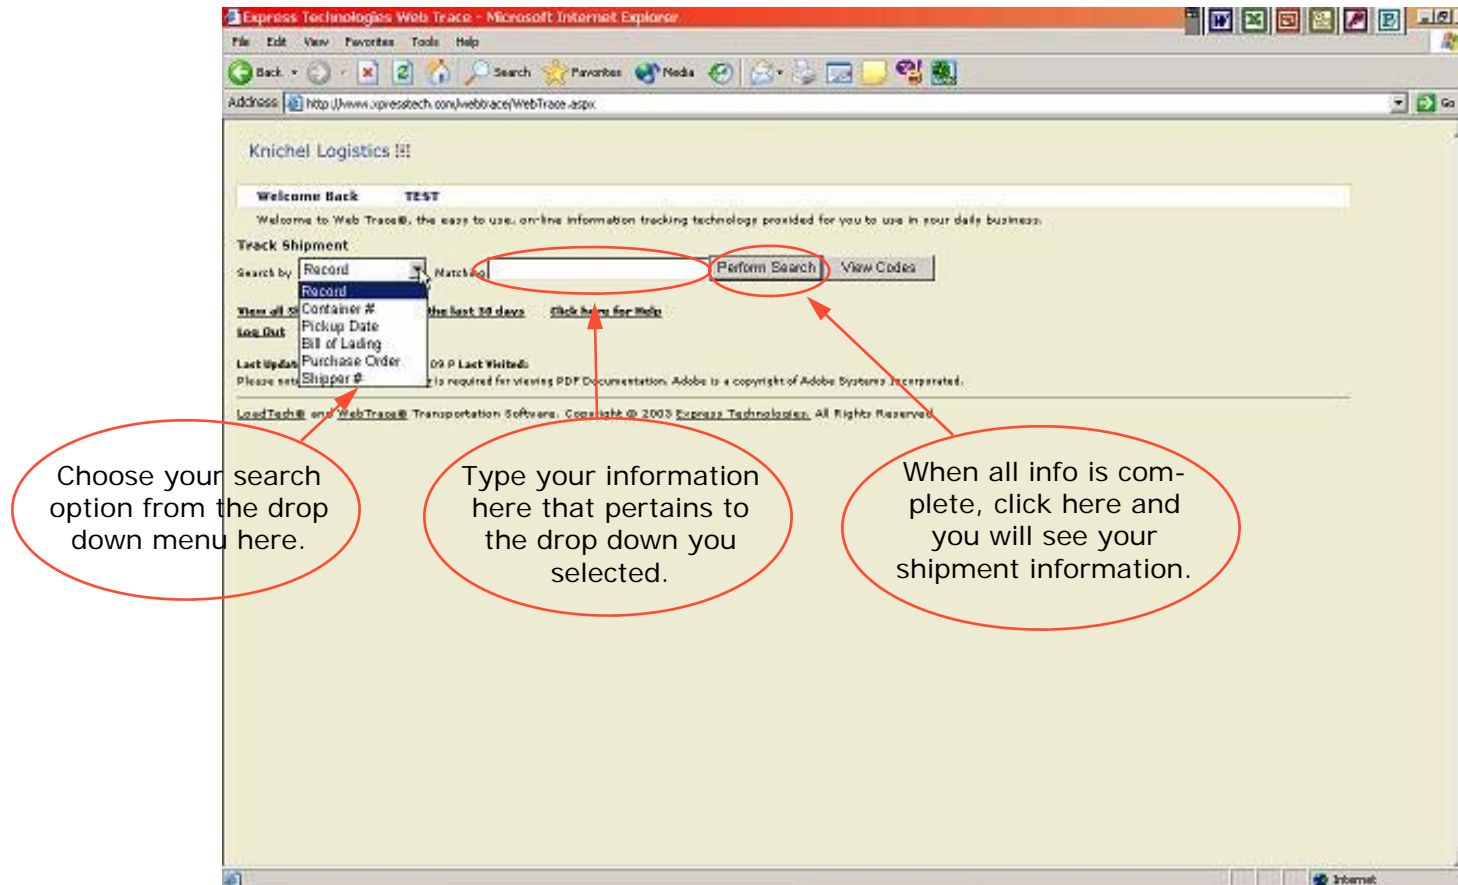 Express Technologies Web Trace - Microsoft Internet Explorer
File Edit View Favorites Tools Help
Back Search Favorites Media
Address http://www.xpresstech.com/webtrace/WebTrace.aspx Go
Knichel Logistics
Welcome Back TEST
Welcome to Web Trace®, the easy to use, on-line information tracking technology provided for you to use in your daily business.
Track Shipment
Search by Record Matching Perform Search View Codes
Record
Container #
Pickup Date
Bill of Lading
Purchase Order
Shipper #
View all the last 30 days Click here for Help
Log Out
Last 09 P Last Visited:
Please is required for viewing PDF Documentation. Adobe is a copyright of Adobe Systems Incorporated.
LoadTech® and WebTrace® Transportation Software. Copyright © 2003 Express Technologies. All Rights Reserved
Choose your search
option from the drop
down menu here.
Type your information
here that pertains to
the drop down you
selected.
When all info is com-
plete, click here and
you will see your
shipment information.
Internet